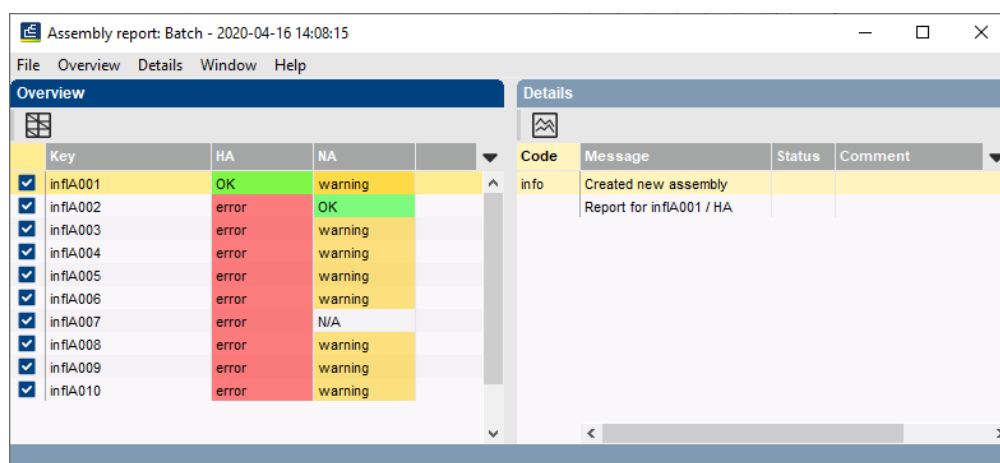 Assembly report: Batch - 2020-04-16 14:08:15
File Overview Details Window Help
Overview
Key HA NA
inflA001 OK warning
inflA002 error OK
inflA003 error warning
inflA004 error warning
inflA005 error warning
inflA006 error warning
inflA007 error N/A
inflA008 error warning
inflA009 error warning
inflA010 error warning
Details
Code Message Status Comment
info Created new assembly
Report for inflA001 / HA